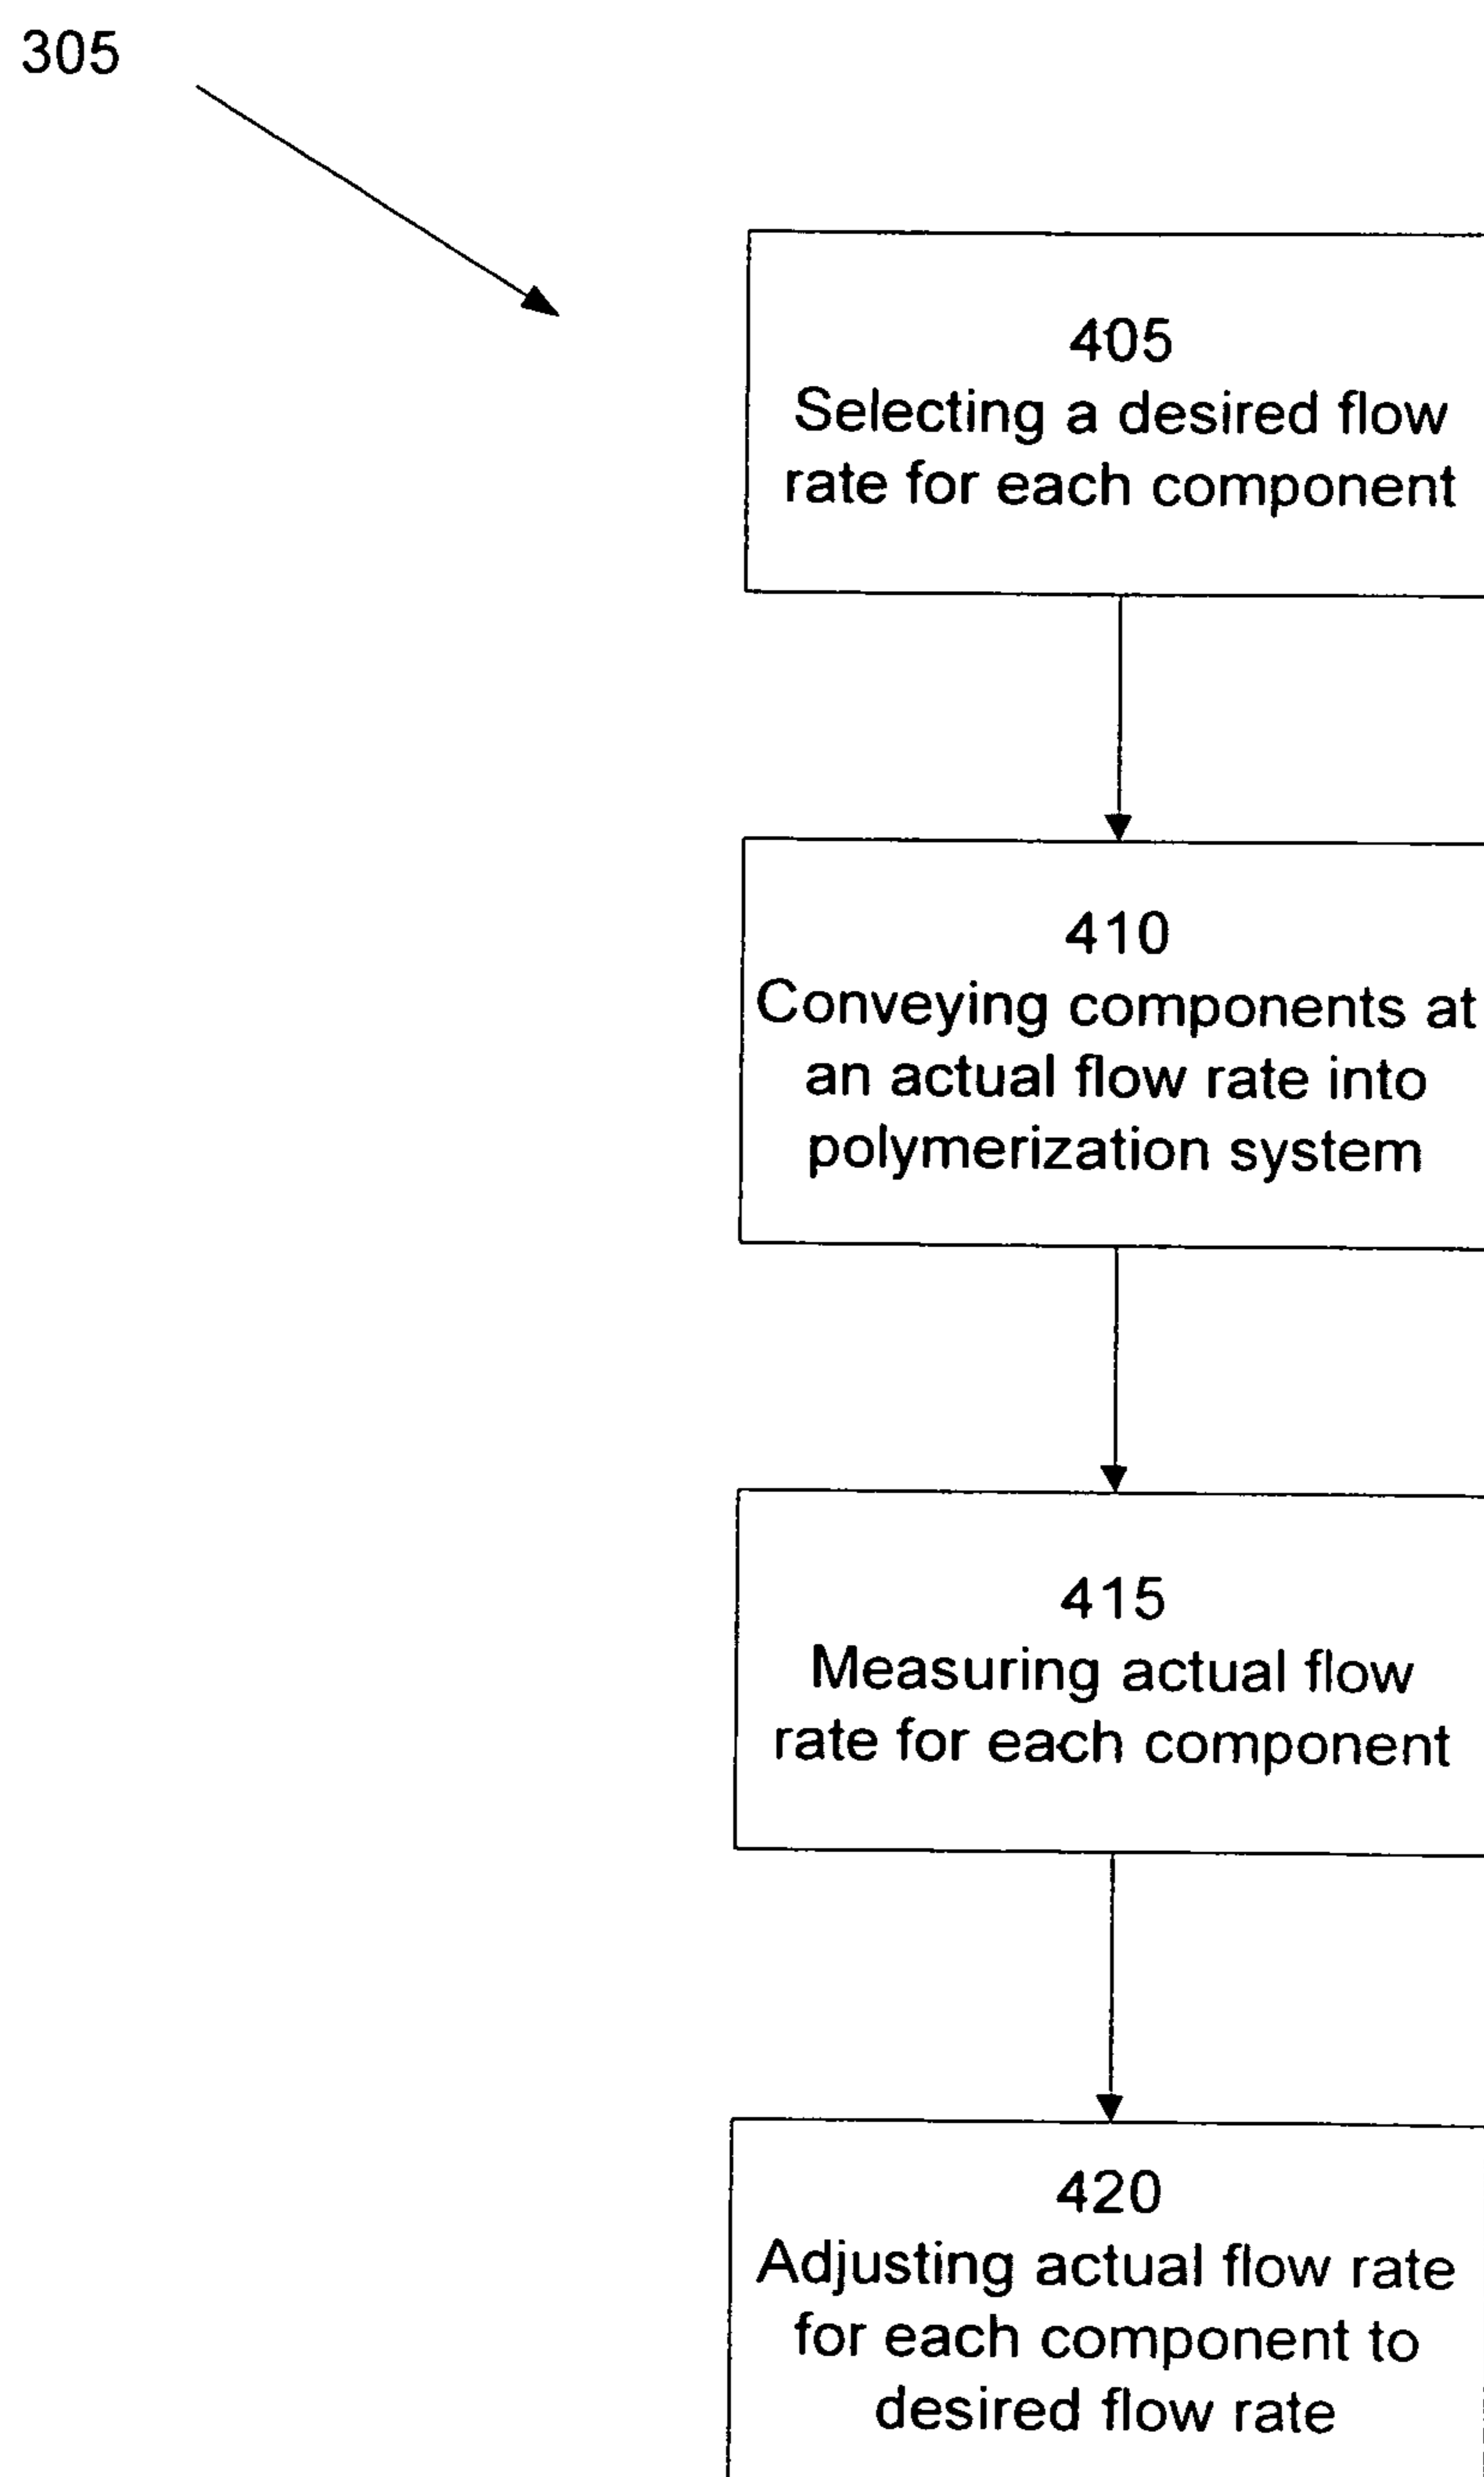 305
405
Selecting a desired flow
rate for each component
410
Conveying components at
an actual flow rate into
polymerization system
415
Measuring actual flow
rate for each component
420
Adjusting actual flow rate
for each component to
desired flow rate